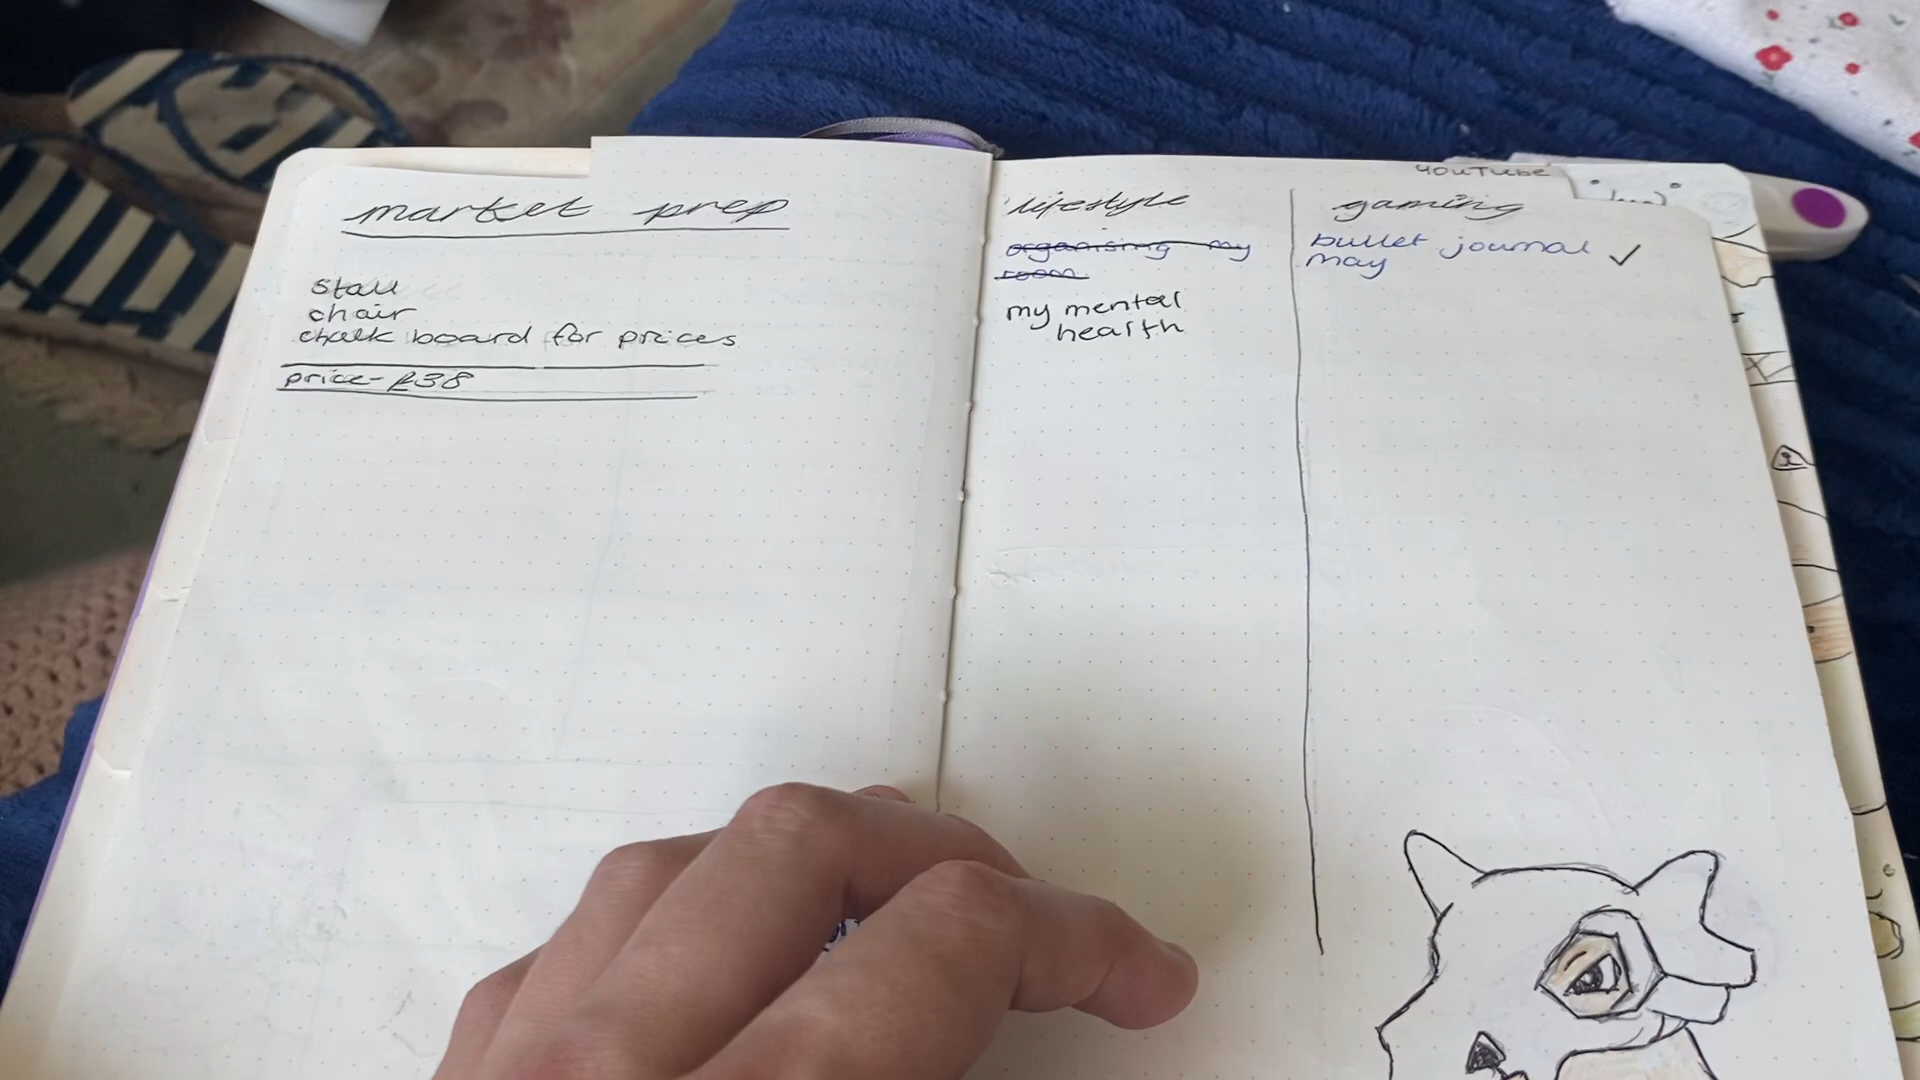 market prep
stall
chair
chalk board for prices
price - £38
YOUTUBE
lifestyle
organising my
room
my mental
health
gaming
bullet journal ✓
may